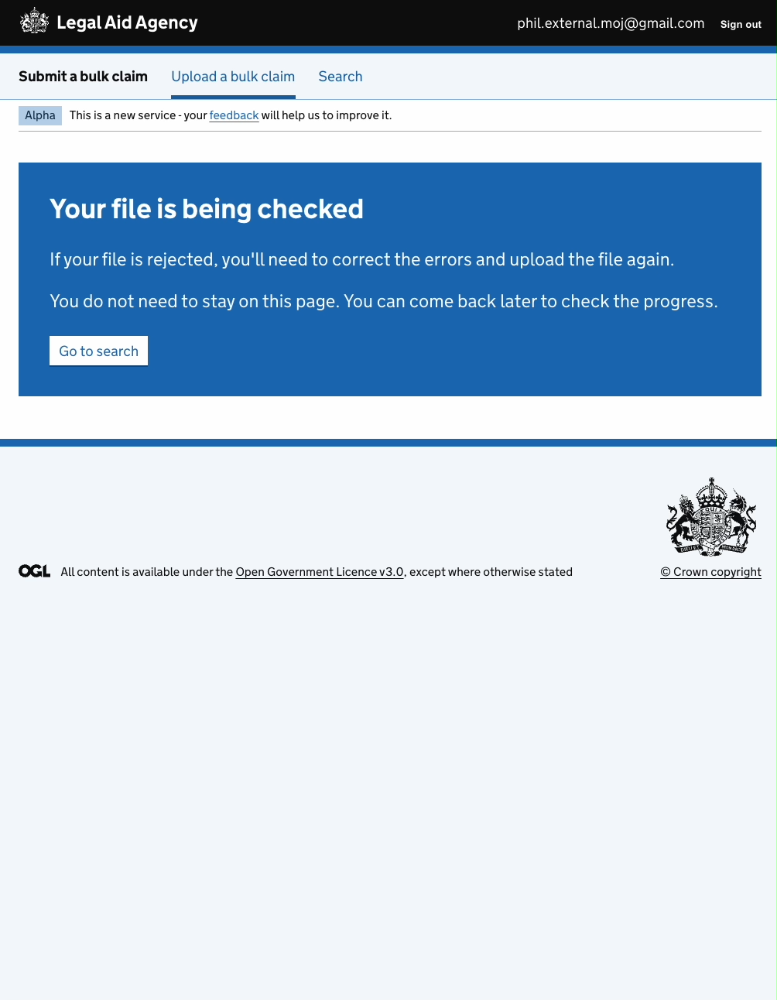 Legal Aid Agency
phil.external.moj@gmail.com Sign out
Submit a bulk claim Upload a bulk claim Search
Alpha This is a new service - your feedback will help us to improve it.
Your file is being checked
If your file is rejected, you'll need to correct the errors and upload the file again.
You do not need to stay on this page. You can come back later to check the progress.
Go to search
OGL All content is available under the Open Government Licence v3.0, except where otherwise stated
© Crown copyright